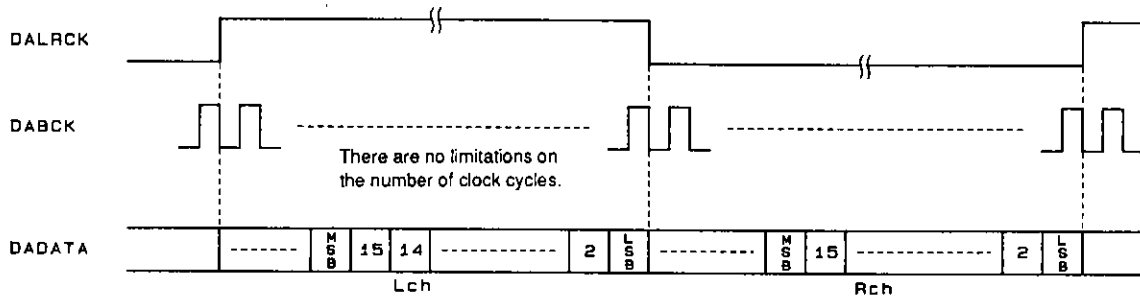 DALRCK
DABCK
There are no limitations on
the number of clock cycles.
DADATA
MSB 15 14 2 LSB MSB 15 2 LSB
Lch Rch